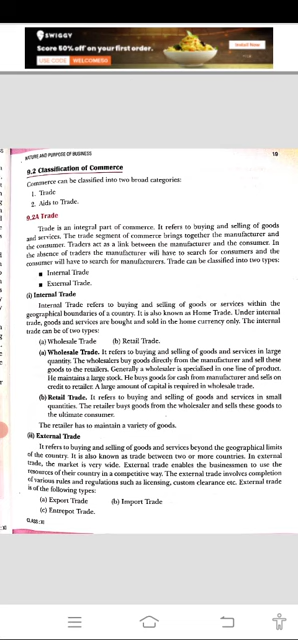 SWIGGY
Score 60% off on your first order.
USE CODE WELCOME60
Install Now
NATURE AND PURPOSE OF BUSINESS 19
9.2 Classification of Commerce
Commerce can be classified into two broad categories:
1. Trade
2. Aids to Trade.
9.2A Trade
Trade is an integral part of commerce. It refers to buying and selling of goods
and services. The trade segment of commerce brings together the manufacturer and
the consumer. Traders act as a link between the manufacturer and the consumer. In
the absence of traders the manufacturer will have to search for consumers and the
consumer will have to search for manufacturers. Trade can be classified into two types:
■ Internal Trade
■ External Trade.
(i) Internal Trade
Internal Trade refers to buying and selling of goods or services within the
geographical boundaries of a country. It is also known as Home Trade. Under internal
trade, goods and services are bought and sold in the home currency only. The internal
trade can be of two types:
(a) Wholesale Trade (b) Retail Trade.
(a) Wholesale Trade. It refers to buying and selling of goods and services in large
quantity. The wholesalers buy goods directly from the manufacturer and sell these
goods to the retailers. Generally a wholesaler is specialised in one line of product.
He maintains a large stock. He buys goods for cash from manufacturer and sells on
credit to retailer. A large amount of capital is required in wholesale trade.
(b) Retail Trade. It refers to buying and selling of goods and services in small
quantities. The retailer buys goods from the wholesaler and sells these goods to
the ultimate consumer.
The retailer has to maintain a variety of goods.
(ii) External Trade
It refers to buying and selling of goods and services beyond the geographical limits
of the country. It is also known as trade between two or more countries. In external
trade, the market is very wide. External trade enables the businessmen to use the
resources of their country in a competitive way. The external trade involves completion
of various rules and regulations such as licensing, custom clearance etc. External trade
is of the following types:
(a) Export Trade (b) Import Trade
(c) Entrepot Trade.
CLASS : XI